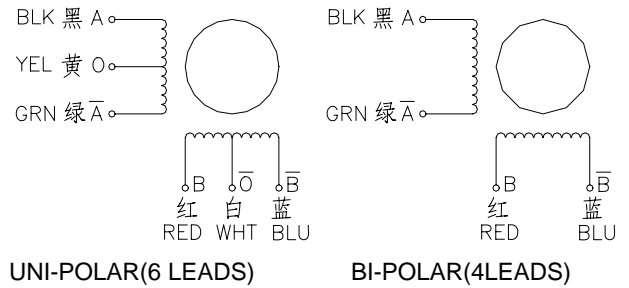 BLK 黑 A
YEL 黄 O
GRN 绿 A̅
B O̅ B̅
红 白 蓝
RED WHT BLU
UNI-POLAR(6 LEADS)
BLK 黑 A
GRN 绿 A̅
B B̅
红 蓝
RED BLU
BI-POLAR(4LEADS)